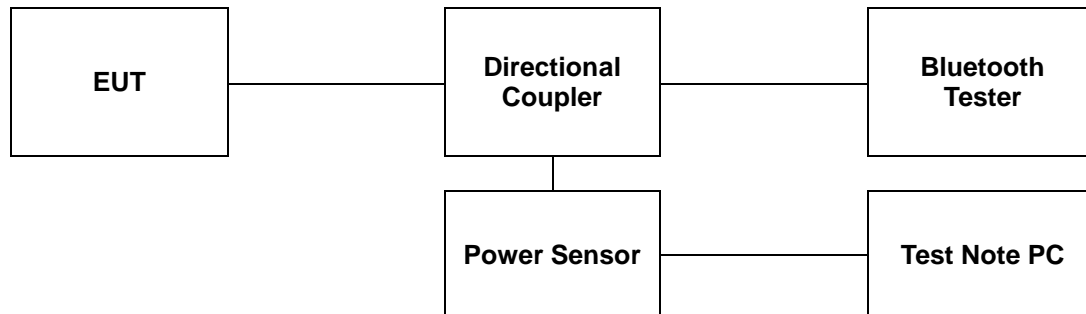 EUT
Directional
Coupler
Bluetooth
Tester
Power Sensor
Test Note PC